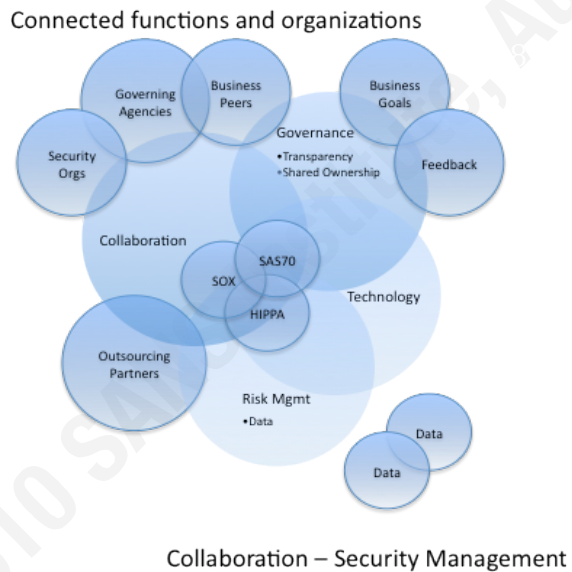 Connected functions and organizations
Governing
Agencies
Business
Peers
Business
Goals
Security
Orgs
Governance
•Transparency
•Shared Ownership
Feedback
Collaboration
SAS70
SOX
HIPPA
Technology
Outsourcing
Partners
Risk Mgmt
•Data
Data
Data
Collaboration – Security Management